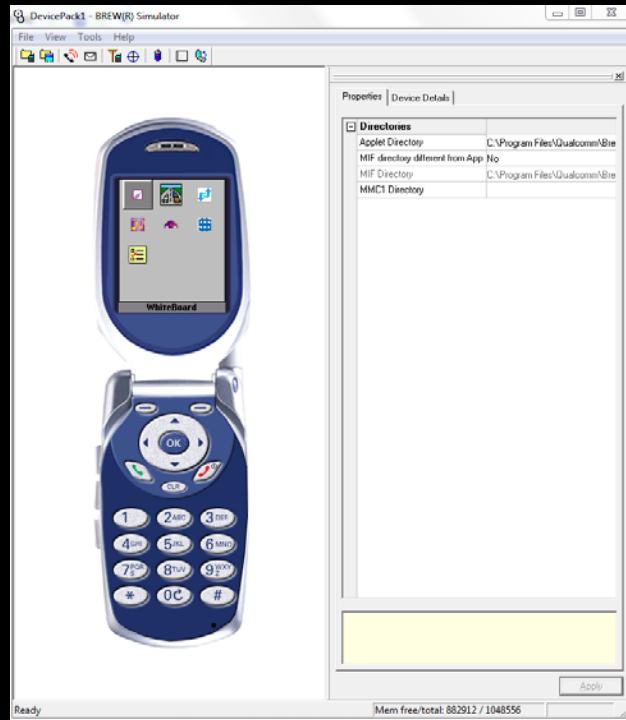 DevicePack1 - BREW(R) Simulator
File View Tools Help
Properties
Device Details
Directories
Applet Directory C:\Program Files\Qualcomm\Bre
MIF directory different from App No
MIF Directory C:\Program Files\Qualcomm\Bre
MMC1 Directory
WhiteBoard
OK
CLR
1 2ABC 3DEF
4GHI 5JKL 6MNO
7PQRS 8TUV 9WXYZ
* 0 #
Apply
Ready
Mem free/total: 882912 / 1048556